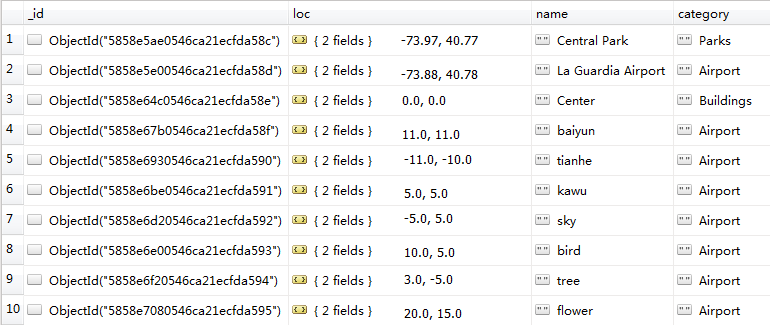 _id loc name category
1 ObjectId("5858e5ae0546ca21ecfda58c") { 2 fields } -73.97, 40.77 "" Central Park "" Parks
2 ObjectId("5858e5e00546ca21ecfda58d") { 2 fields } -73.88, 40.78 "" La Guardia Airport "" Airport
3 ObjectId("5858e64c0546ca21ecfda58e") { 2 fields } 0.0, 0.0 "" Center "" Buildings
4 ObjectId("5858e67b0546ca21ecfda58f") { 2 fields } 11.0, 11.0 "" baiyun "" Airport
5 ObjectId("5858e6930546ca21ecfda590") { 2 fields } -11.0, -10.0 "" tianhe "" Airport
6 ObjectId("5858e6be0546ca21ecfda591") { 2 fields } 5.0, 5.0 "" kawu "" Airport
7 ObjectId("5858e6d20546ca21ecfda592") { 2 fields } -5.0, 5.0 "" sky "" Airport
8 ObjectId("5858e6e00546ca21ecfda593") { 2 fields } 10.0, 5.0 "" bird "" Airport
9 ObjectId("5858e6f20546ca21ecfda594") { 2 fields } 3.0, -5.0 "" tree "" Airport
10 ObjectId("5858e7080546ca21ecfda595") { 2 fields } 20.0, 15.0 "" flower "" Airport